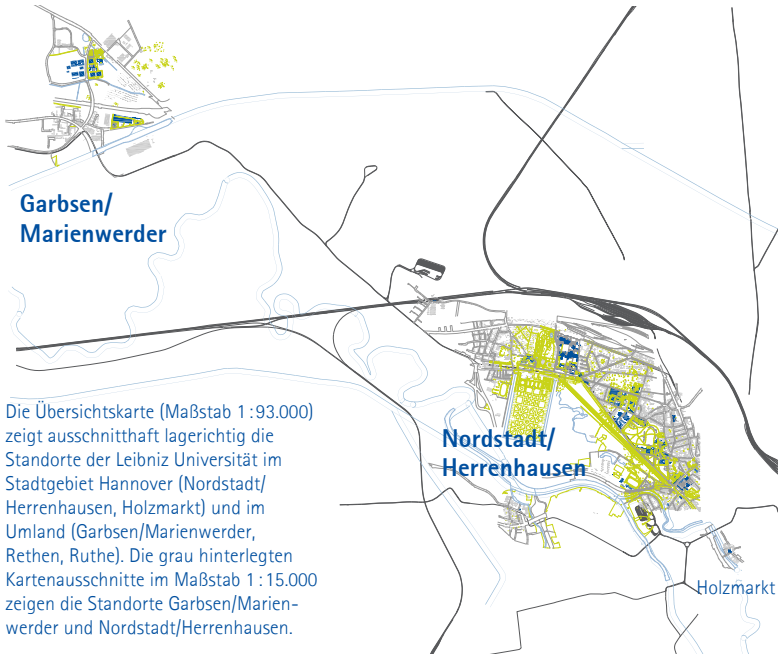 Garbsen/
Marienwerder
Nordstadt/
Herrenhausen
Die Übersichtskarte (Maßstab 1:93.000)
zeigt ausschnitthaft lagerichtig die
Standorte der Leibniz Universität im
Stadtgebiet Hannover (Nordstadt/
Herrenhausen, Holzmarkt) und im
Umland (Garbsen/Marienwerder,
Rethen, Ruthe). Die grau hinterlegten
Kartenausschnitte im Maßstab 1:15.000
zeigen die Standorte Garbsen/Marien-
werder und Nordstadt/Herrenhausen.
Holzmarkt